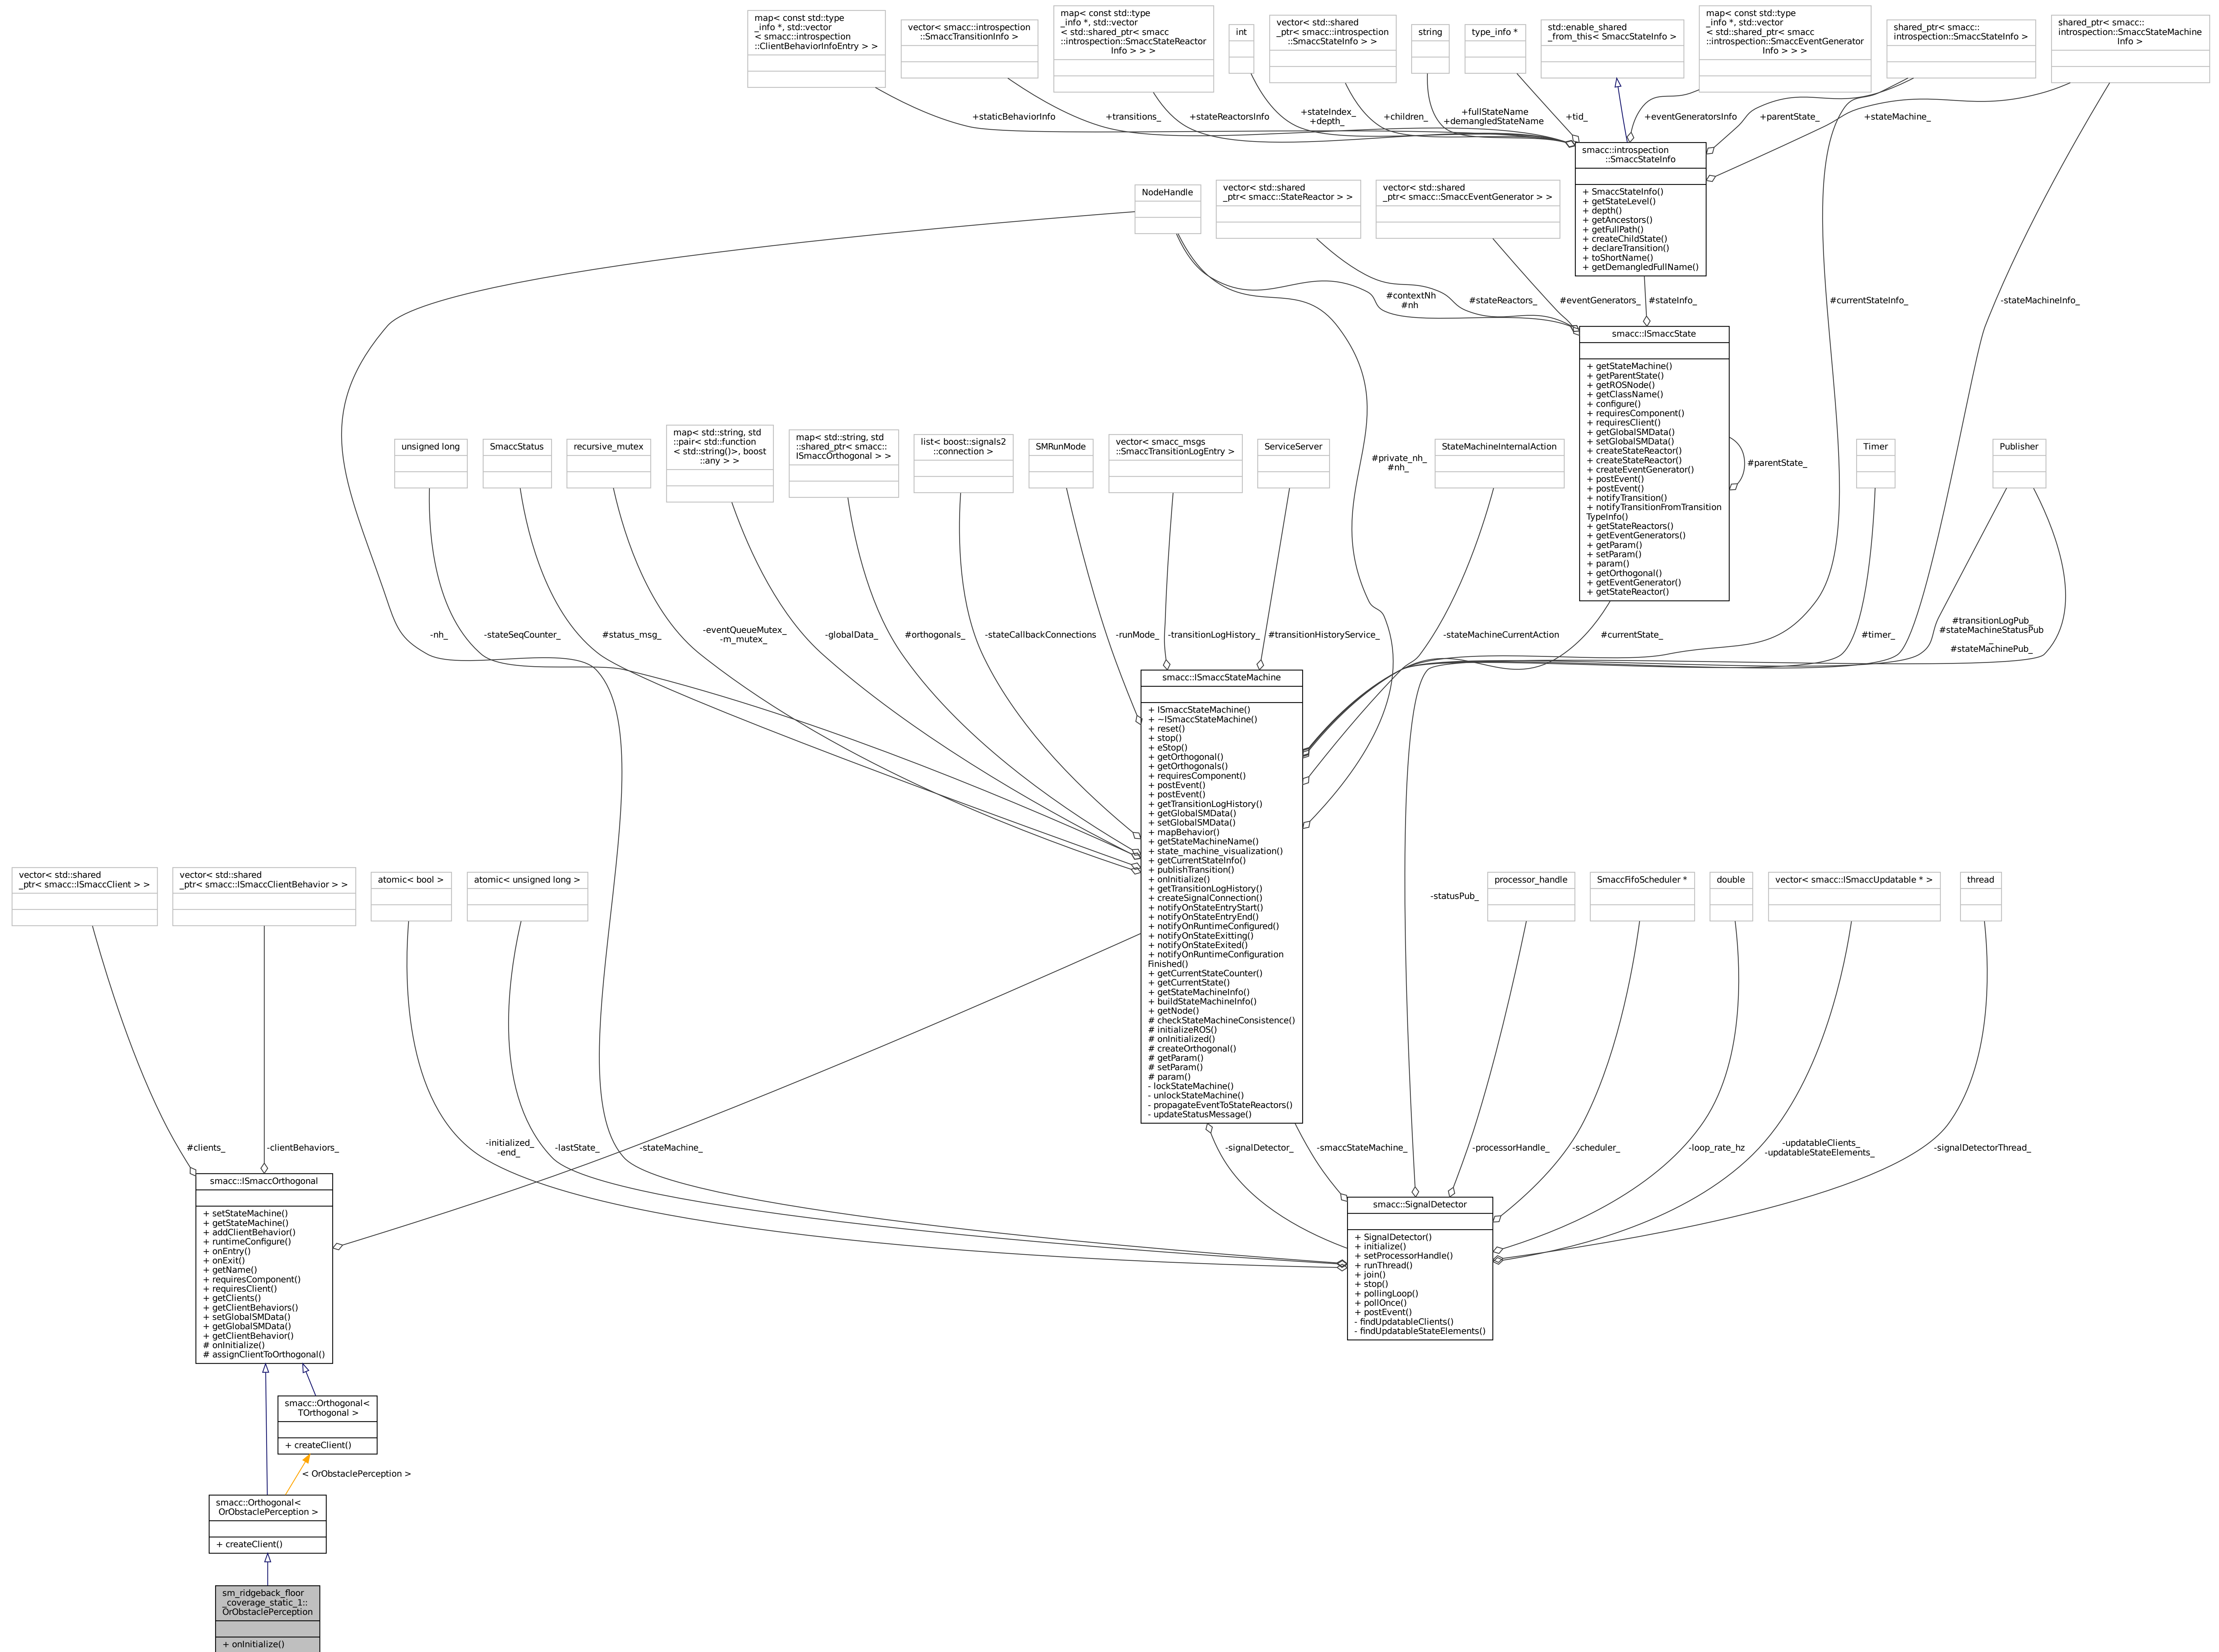 map< const std::type
_info *, std::vector
< smacc::introspection
::ClientBehaviorInfoEntry > >
vector< smacc::introspection
::SmaccTransitionInfo >
map< const std::type
_info *, std::vector
< std::shared_ptr< smacc
::introspection::SmaccStateReactor
Info > > >
int
vector< std::shared
_ptr< smacc::introspection
::SmaccStateInfo > >
string
type_info *
std::enable_shared
_from_this< SmaccStateInfo >
map< const std::type
_info *, std::vector
< std::shared_ptr< smacc
::introspection::SmaccEventGenerator
Info > > >
shared_ptr< smacc::
introspection::SmaccStateInfo >
shared_ptr< smacc::
introspection::SmaccStateMachine
Info >
+staticBehaviorInfo
+transitions_
+stateReactorsInfo
+stateIndex_
+depth_
+children_
+fullStateName
+demangledStateName
+tid_
+eventGeneratorsInfo
+parentState_
+stateMachine_
smacc::introspection
::SmaccStateInfo
+ SmaccStateInfo()
+ getStateLevel()
+ depth()
+ getAncestors()
+ getFullPath()
+ createChildState()
+ declareTransition()
+ toShortName()
+ getDemangledFullName()
NodeHandle
vector< std::shared
_ptr< smacc::StateReactor > >
vector< std::shared
_ptr< smacc::SmaccEventGenerator > >
#contextNh
#nh
#stateReactors_
#eventGenerators_
#stateInfo_
#currentStateInfo_
-stateMachineInfo_
smacc::ISmaccState
+ getStateMachine()
+ getParentState()
+ getROSNode()
+ getClassName()
+ configure()
+ requiresComponent()
+ requiresClient()
+ getGlobalSMData()
+ setGlobalSMData()
+ createStateReactor()
+ createStateReactor()
+ createEventGenerator()
+ postEvent()
+ postEvent()
+ notifyTransition()
+ notifyTransitionFromTransition
TypeInfo()
+ getStateReactors()
+ getEventGenerators()
+ getParam()
+ setParam()
+ param()
+ getOrthogonal()
+ getEventGenerator()
+ getStateReactor()
#parentState_
unsigned long
SmaccStatus
recursive_mutex
map< std::string, std
::pair< std::function
< std::string()>, boost
::any > >
map< std::string, std
::shared_ptr< smacc::
ISmaccOrthogonal > >
list< boost::signals2
::connection >
SMRunMode
vector< smacc_msgs
::SmaccTransitionLogEntry >
ServiceServer
#private_nh_
#nh_
StateMachineInternalAction
Timer
Publisher
-nh_
-stateSeqCounter_
#status_msg_
-eventQueueMutex_
-m_mutex_
-globalData_
#orthogonals_
-stateCallbackConnections
-runMode_
-transitionLogHistory_
#transitionHistoryService_
-stateMachineCurrentAction
#currentState_
#timer_
#transitionLogPub_
#stateMachineStatusPub
_
#stateMachinePub_
smacc::ISmaccStateMachine
+ ISmaccStateMachine()
+ ~ISmaccStateMachine()
+ reset()
+ stop()
+ eStop()
+ getOrthogonal()
+ getOrthogonals()
+ requiresComponent()
+ postEvent()
+ postEvent()
+ getTransitionLogHistory()
+ getGlobalSMData()
+ setGlobalSMData()
+ mapBehavior()
+ getStateMachineName()
+ state_machine_visualization()
+ getCurrentStateInfo()
+ publishTransition()
+ onInitialize()
+ getTransitionLogHistory()
+ createSignalConnection()
+ notifyOnStateEntryStart()
+ notifyOnStateEntryEnd()
+ notifyOnRuntimeConfigured()
+ notifyOnStateExitting()
+ notifyOnStateExited()
+ notifyOnRuntimeConfiguration
Finished()
+ getCurrentStateCounter()
+ getCurrentState()
+ getStateMachineInfo()
+ buildStateMachineInfo()
+ getNode()
# checkStateMachineConsistence()
# initializeROS()
# onInitialized()
# createOrthogonal()
# getParam()
# setParam()
# param()
- lockStateMachine()
- unlockStateMachine()
- propagateEventToStateReactors()
- updateStatusMessage()
vector< std::shared
_ptr< smacc::ISmaccClient > >
vector< std::shared
_ptr< smacc::ISmaccClientBehavior > >
atomic< bool >
atomic< unsigned long >
-statusPub_
processor_handle
SmaccFifoScheduler *
double
vector< smacc::ISmaccUpdatable * >
thread
#clients_
-clientBehaviors_
-initialized_
-end_
-lastState_
-stateMachine_
-signalDetector_
-smaccStateMachine_
-processorHandle_
-scheduler_
-loop_rate_hz
-updatableClients_
-updatableStateElements_
-signalDetectorThread_
smacc::ISmaccOrthogonal
+ setStateMachine()
+ getStateMachine()
+ addClientBehavior()
+ runtimeConfigure()
+ onEntry()
+ onExit()
+ getName()
+ requiresComponent()
+ requiresClient()
+ getClients()
+ getClientBehaviors()
+ setGlobalSMData()
+ getGlobalSMData()
+ getClientBehavior()
# onInitialize()
# assignClientToOrthogonal()
smacc::SignalDetector
+ SignalDetector()
+ initialize()
+ setProcessorHandle()
+ runThread()
+ join()
+ stop()
+ pollingLoop()
+ pollOnce()
+ postEvent()
- findUpdatableClients()
- findUpdatableStateElements()
smacc::Orthogonal<
TOrthogonal >
+ createClient()
< OrObstaclePerception >
smacc::Orthogonal<
OrObstaclePerception >
+ createClient()
sm_ridgeback_floor
_coverage_static_1::
OrObstaclePerception
+ onInitialize()